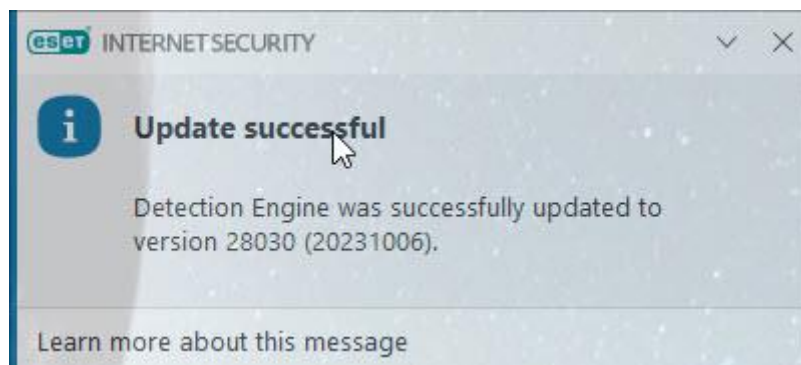 eset INTERNET SECURITY
Update successful
Detection Engine was successfully updated to
version 28030 (20231006).
Learn more about this message